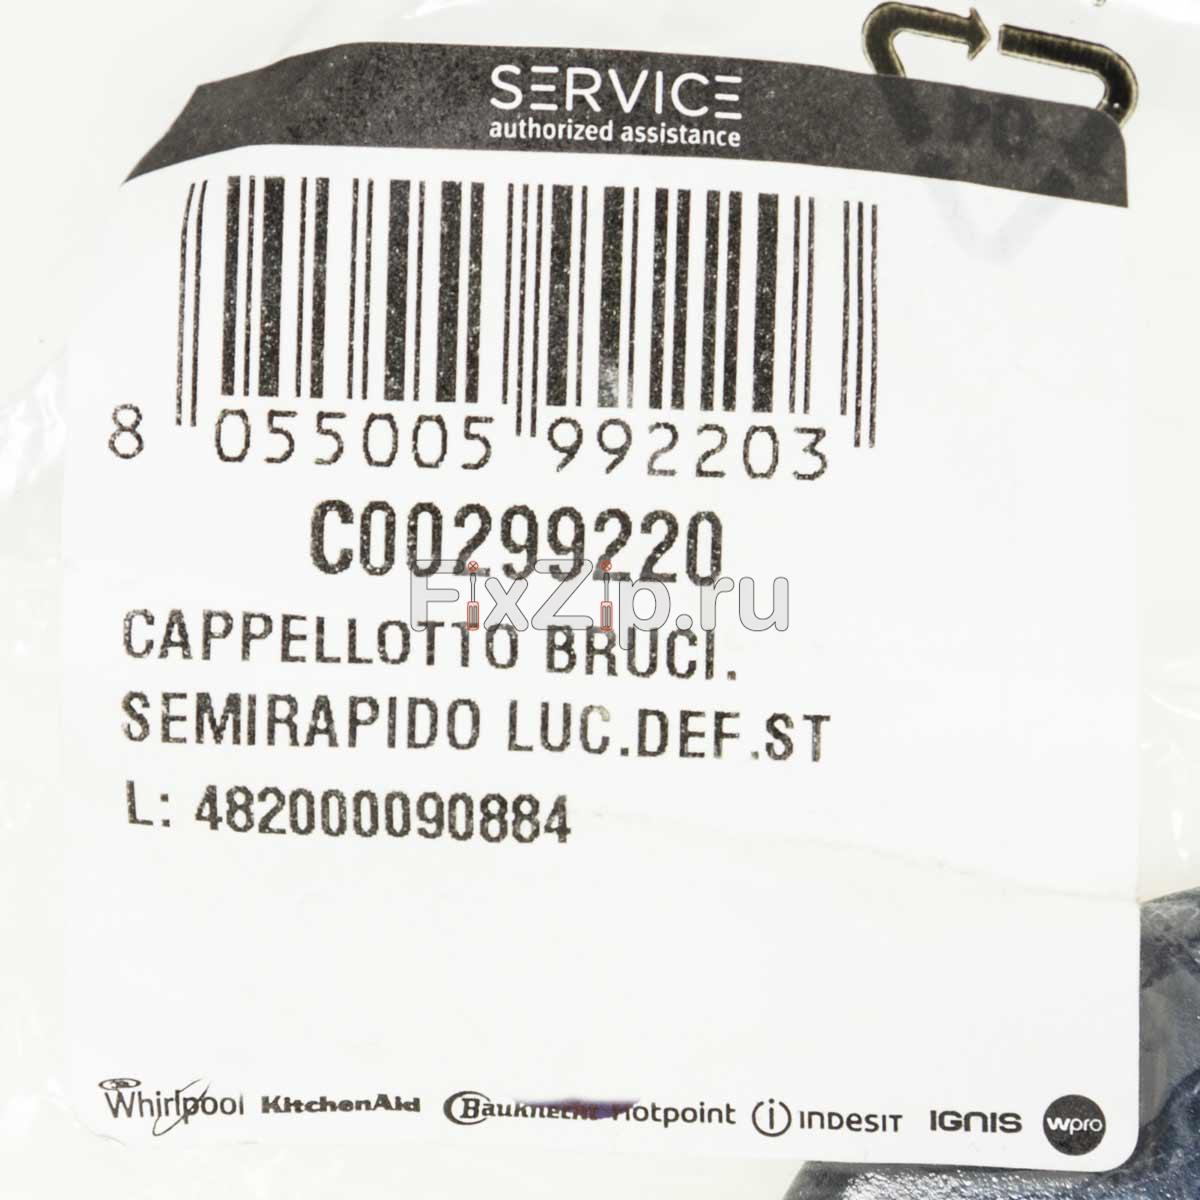 SERVICE
authorized assistance
8 055005 992203
C00299220
FixZip.ru
CAPPELLOTTO BRUCI.
SEMIRAPIDO LUC.DEF.ST
L: 482000090884
Whirlpool KitchenAid Bauknecht Hotpoint i INDESIT IGNIS wpro